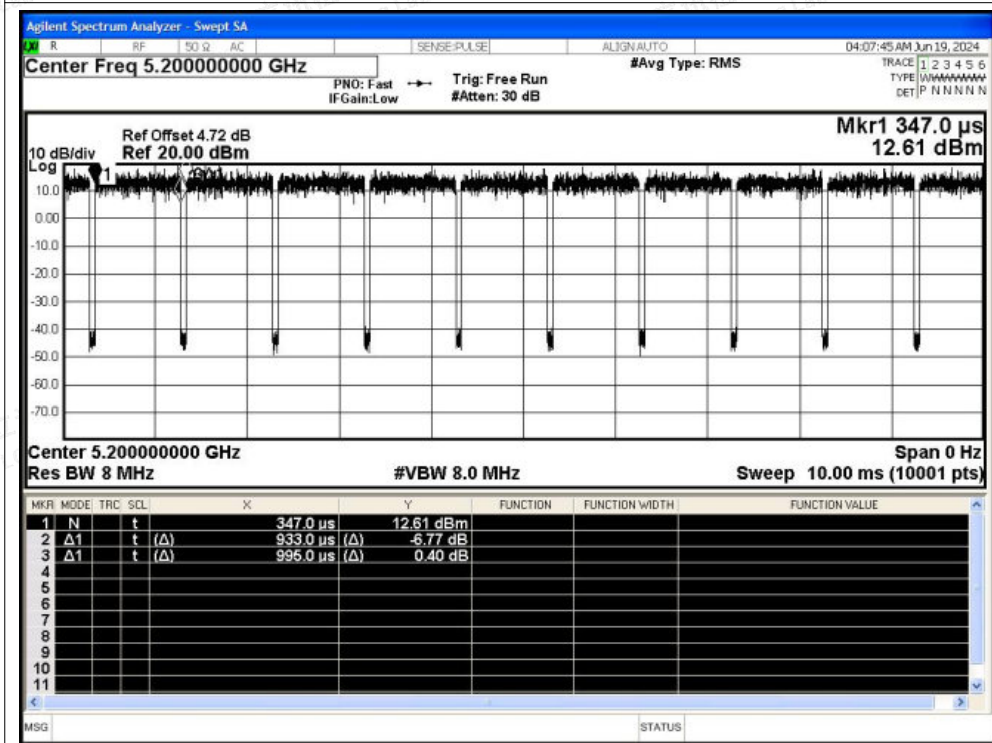 Agilent Spectrum Analyzer - Swept SA
LXI R RF 50 Ω AC SENSE:PULSE ALIGN AUTO 04:07:45 AM Jun 19, 2024
Center Freq 5.200000000 GHz #Avg Type: RMS TRACE 1 2 3 4 5 6
PNO: Fast Trig: Free Run TYPE WWWWWW
IFGain:Low #Atten: 30 dB DET P N N N N N
Mkr1 347.0 µs
Ref Offset 4.72 dB
10 dB/div Ref 20.00 dBm 12.61 dBm
Log
1
10.0
0.00
-10.0
-20.0
-30.0
-40.0
-50.0
-60.0
-70.0
Center 5.200000000 GHz Span 0 Hz
Res BW 8 MHz #VBW 8.0 MHz Sweep 10.00 ms (10001 pts)
MKR MODE TRC SCL X Y FUNCTION FUNCTION WIDTH FUNCTION VALUE
1 N t 347.0 µs 12.61 dBm
2 Δ1 t (Δ) 933.0 µs (Δ) -6.77 dB
3 Δ1 t (Δ) 995.0 µs (Δ) 0.40 dB
4
5
6
7
8
9
10
11
MSG STATUS